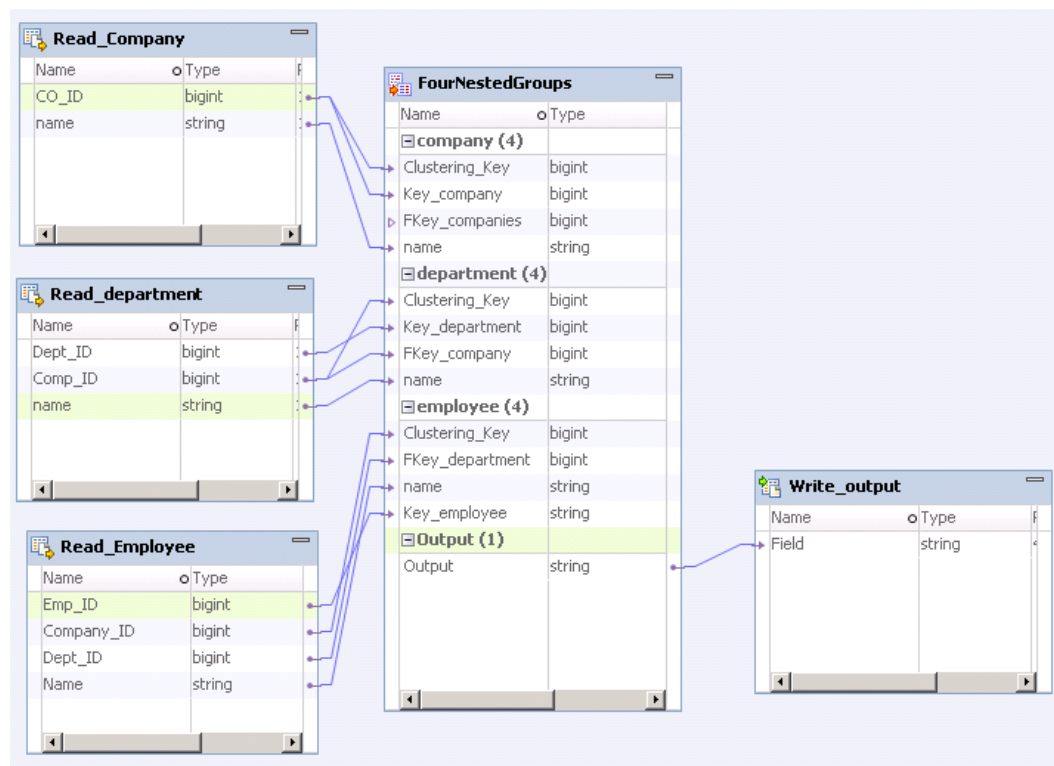 Read_Company
Name Type
CO_ID bigint
name string
Read_department
Name Type
Dept_ID bigint
Comp_ID bigint
name string
Read_Employee
Name Type
Emp_ID bigint
Company_ID bigint
Dept_ID bigint
Name string
FourNestedGroups
Name Type
company (4)
Clustering_Key bigint
Key_company bigint
FKey_companies bigint
name string
department (4)
Clustering_Key bigint
Key_department bigint
FKey_company bigint
name string
employee (4)
Clustering_Key bigint
FKey_department bigint
name string
Key_employee string
Output (1)
Output string
Write_output
Name Type
Field string